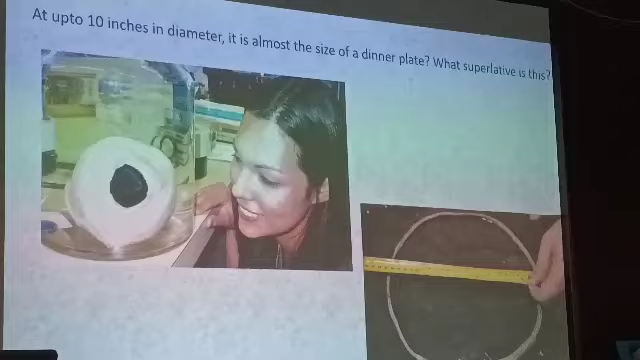 At upto 10 inches in diameter, it is almost the size of a dinner plate? What superlative is this?